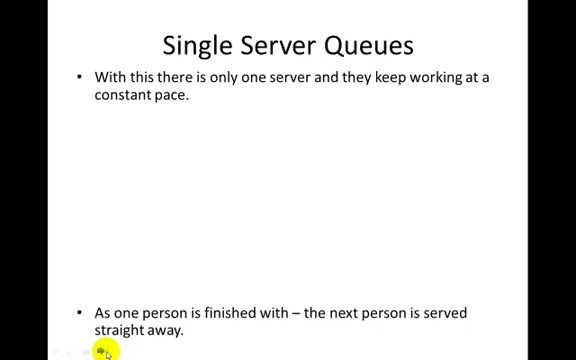 Single Server Queues
• With this there is only one server and they keep working at a
constant pace.
• As one person is finished with – the next person is served
straight away.